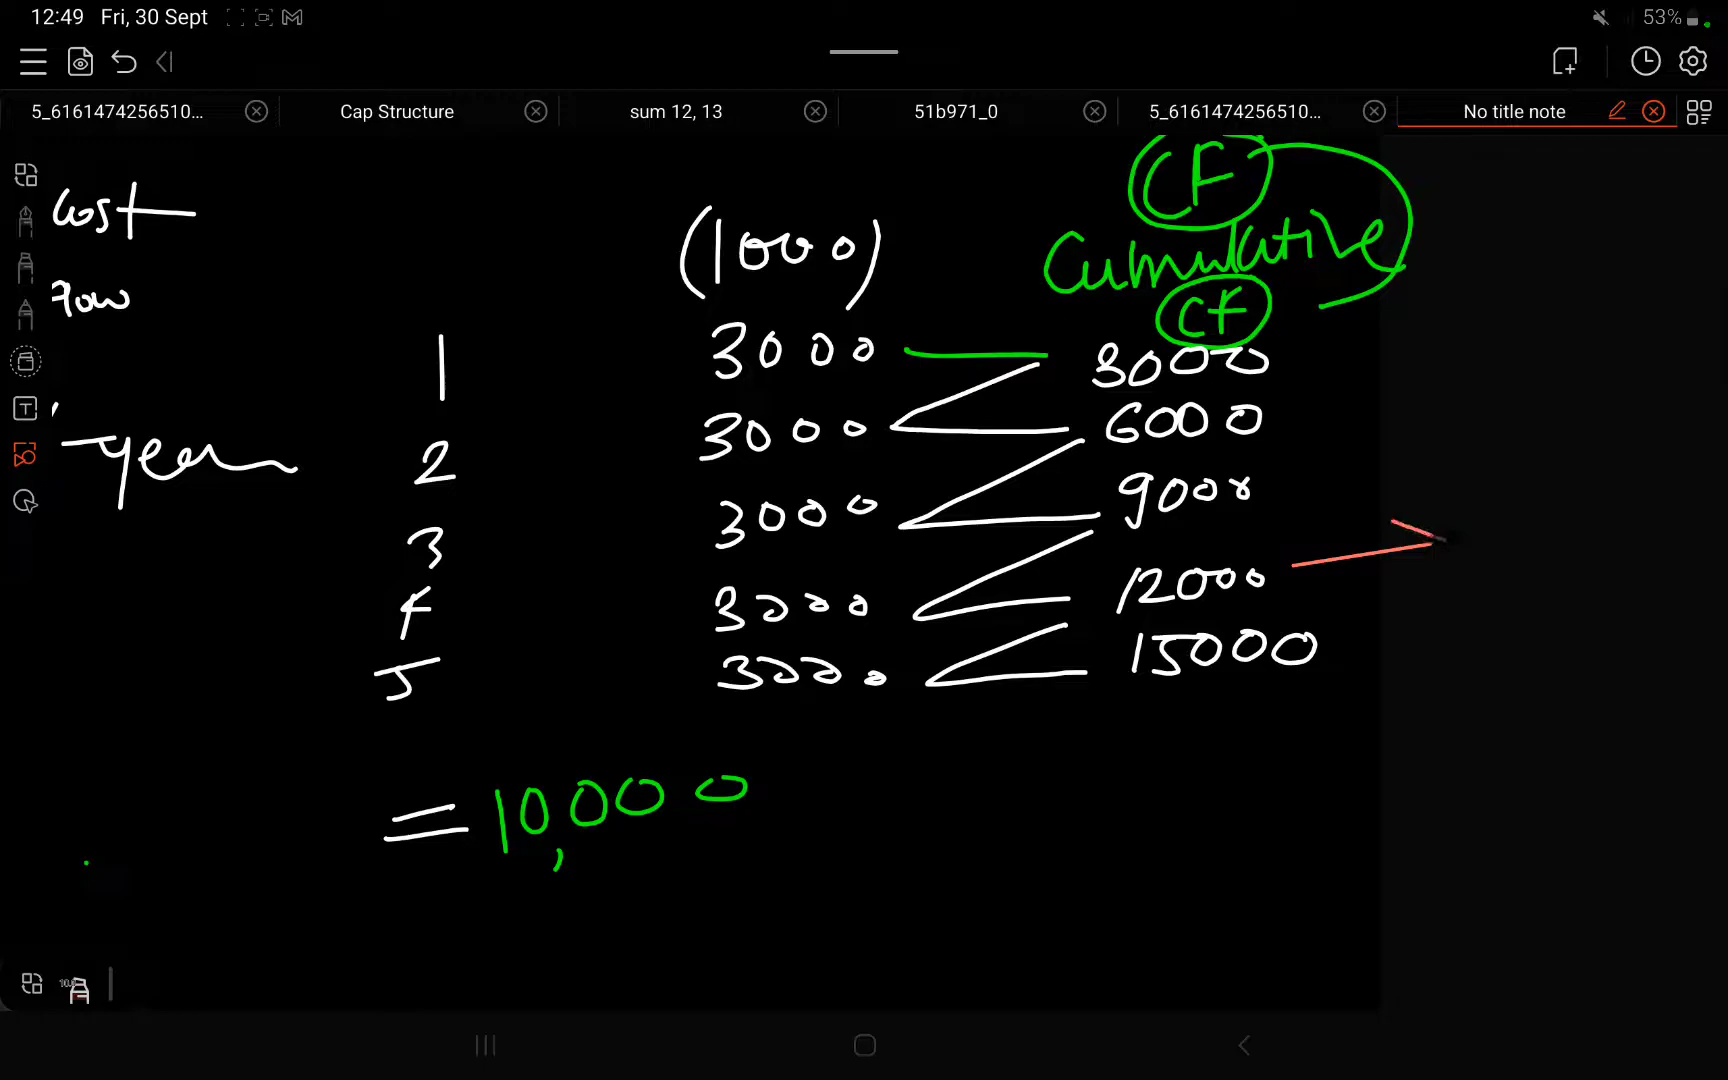 12:49 Fri, 30 Sept 53%
5_6161474256510... Cap Structure sum 12, 13 51b971_0 5_6161474256510... No title note
CF
Cost (1000) Cumulative
flow CF
1 3000 3000
year 2 3000 6000
3 3000 9000
4 3000 12000
5 3000 15000
= 10,000